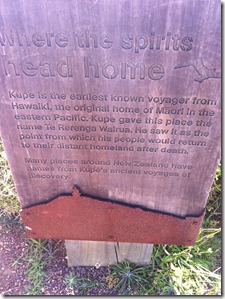 where the spirits
head home
Kupe is the earliest known voyager from
Hawaiki, the original home of Māori in the
eastern Pacific. Kupe gave this place the
name Te Rerenga Wairua. He saw it as the
point from which his people would return
to their distant homeland after death.
Many places around New Zealand have
names from Kupe's ancient voyages of
discovery.